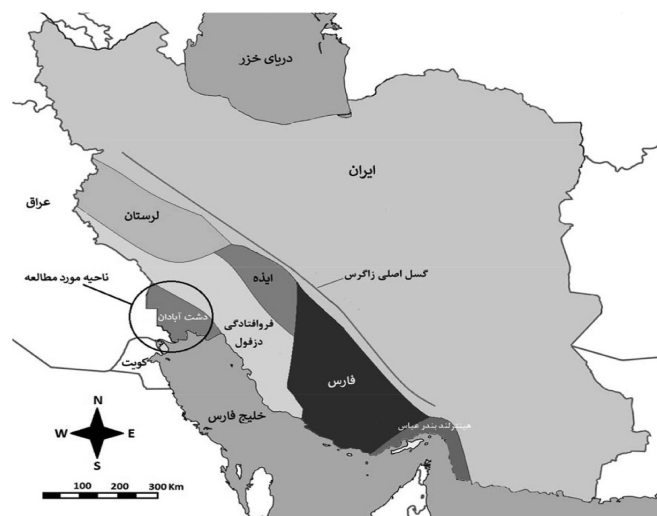 دریای خزر
ایران
عراق
لرستان
گسل اصلی زاگرس
ایذه
ناحیه مورد مطالعه
دشت آبادان
فروافتادگی
دزفول
کویت
فارس
خلیج فارس
هینترلند بندر عباس
N
W E
S
100 200 300 Km